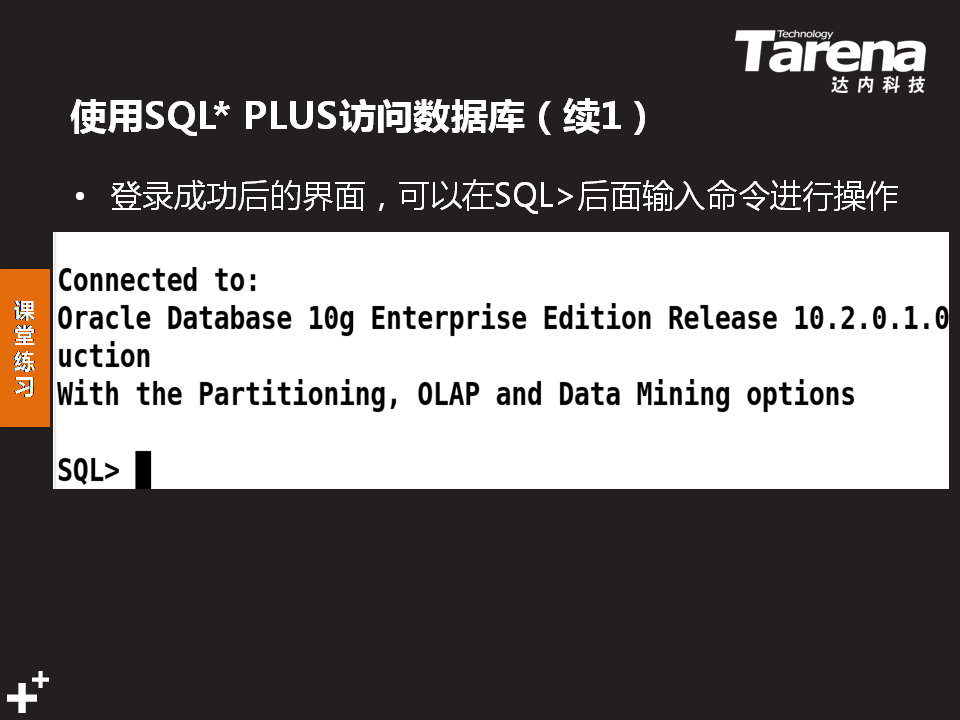 Technology
Tarena
达内科技
使用SQL* PLUS访问数据库（续1）
• 登录成功后的界面，可以在SQL>后面输入命令进行操作
课堂练习
Connected to:
Oracle Database 10g Enterprise Edition Release 10.2.0.1.0
uction
With the Partitioning, OLAP and Data Mining options
SQL>